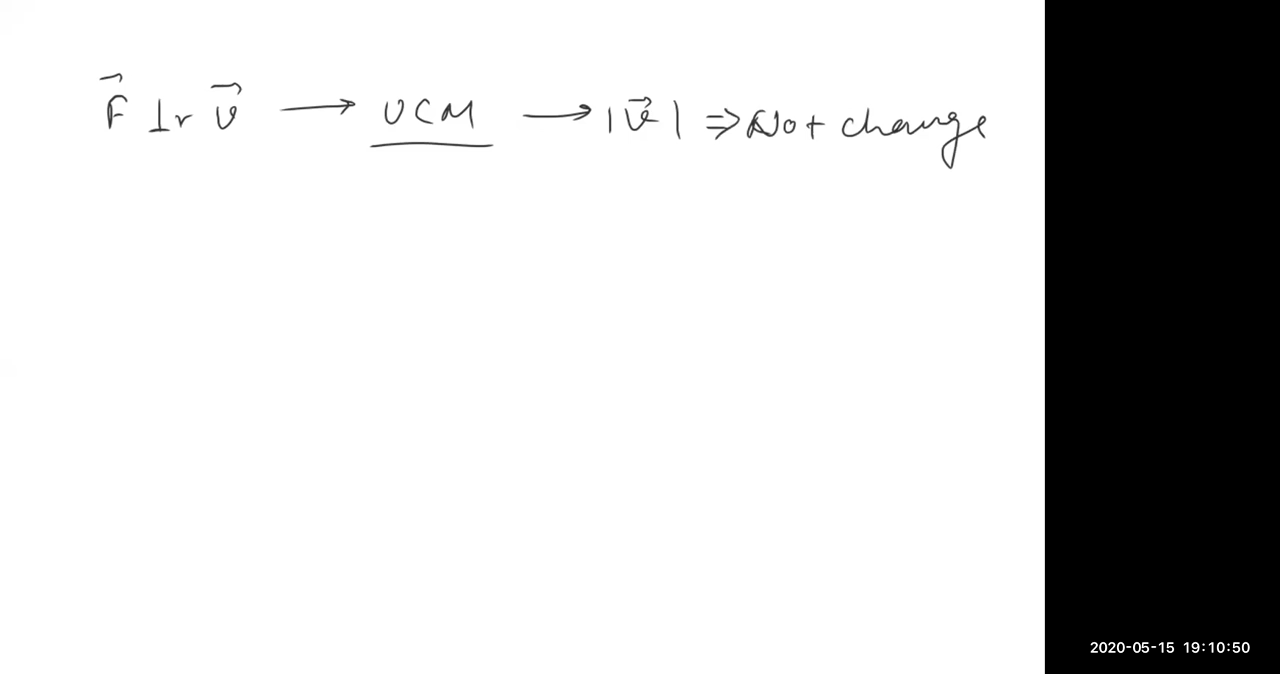 F⃗ ⊥r v⃗ → UCM → |v⃗| ⇒ Not change
2020-05-15 19:10:50